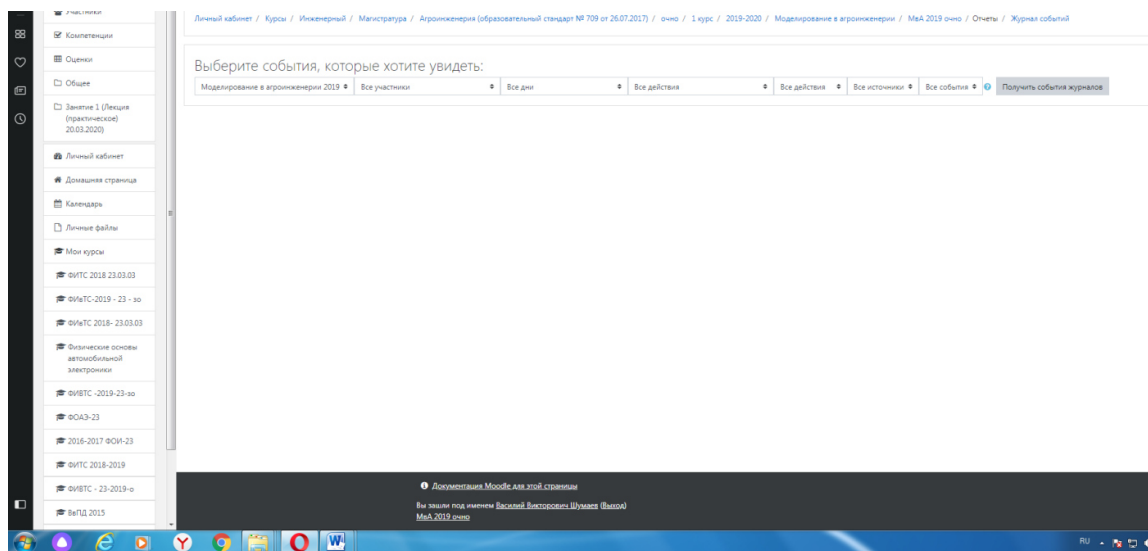 Участники
Компетенции
Оценки
Общее
Занятие 1 (Лекция
(практическое)
20.03.2020)
Личный кабинет
Домашняя страница
Календарь
Личные файлы
Мои курсы
ФИТС 2018 23.03.03
ФИвТС-2019 - 23 - зо
ФИвТС 2018- 23.03.03
Физические основы
автомобильной
электроники
ФИВТС -2019-23-зо
ФОАЭ-23
2016-2017 ФОИ-23
ФИТС 2018-2019
ФИВТС - 23-2019-о
ВвПД 2015
Личный кабинет / Курсы / Инженерный / Магистратура / Агроинженерия (образовательный стандарт № 709 от 26.07.2017) / очно / 1 курс / 2019-2020 / Моделирование в агроинженерии / МвА 2019 очно / Отчеты / Журнал событий
Выберите события, которые хотите увидеть:
Моделирование в агроинженерии 2019 Все участники Все дни Все действия Все действия Все источники Все события Получить события журналов
Документация Moodle для этой страницы
Вы зашли под именем Василий Викторович Шумаев (Выход)
МвА 2019 очно
RU